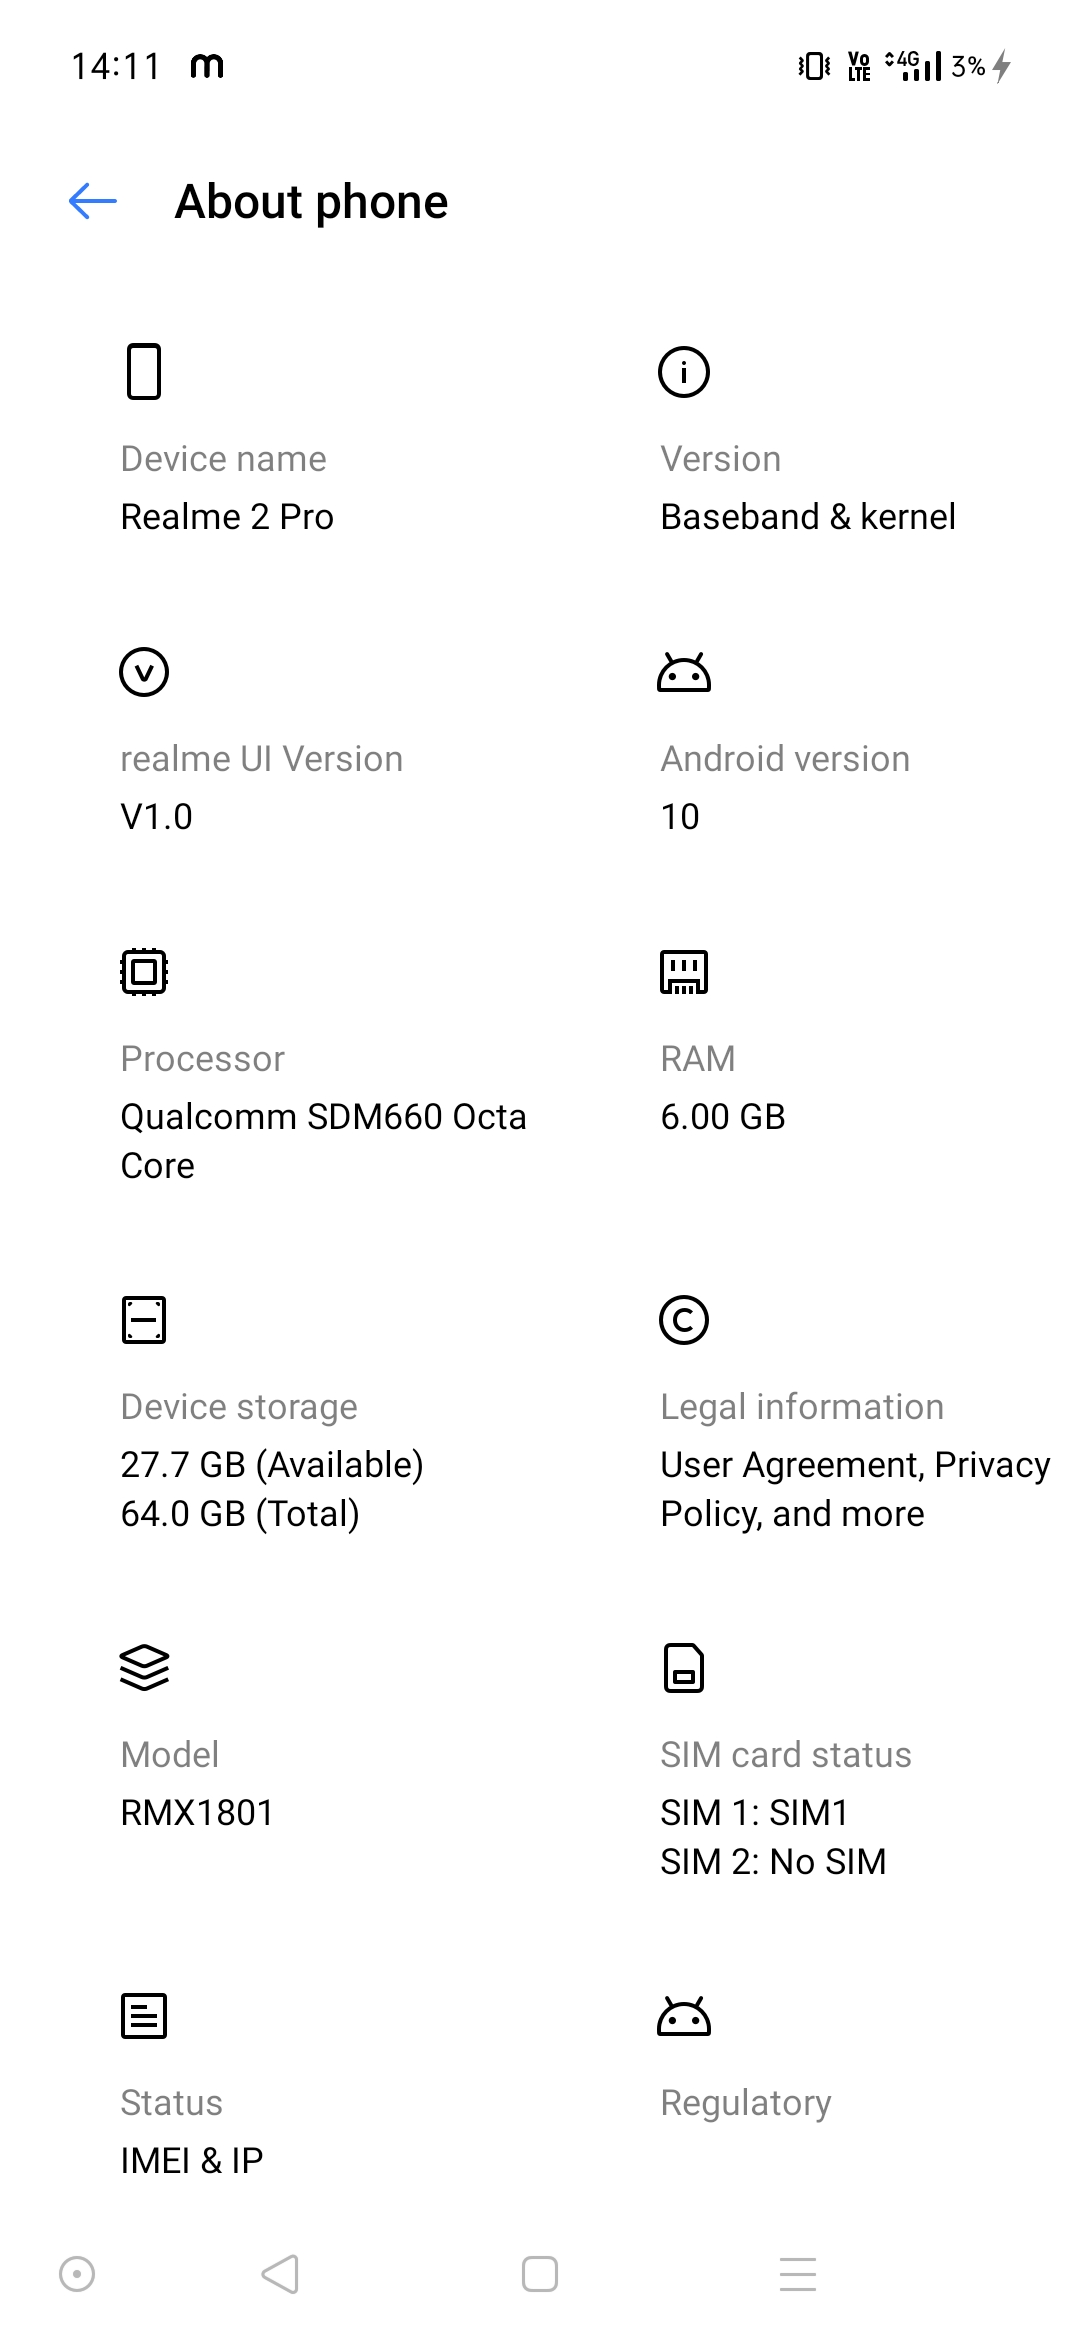 14:11 m Vo LTE 4G 3%
About phone
Device name
Realme 2 Pro
Version
Baseband & kernel
realme UI Version
V1.0
Android version
10
Processor
Qualcomm SDM660 Octa
Core
RAM
6.00 GB
Device storage
27.7 GB (Available)
64.0 GB (Total)
Legal information
User Agreement, Privacy
Policy, and more
Model
RMX1801
SIM card status
SIM 1: SIM1
SIM 2: No SIM
Status
IMEI & IP
Regulatory